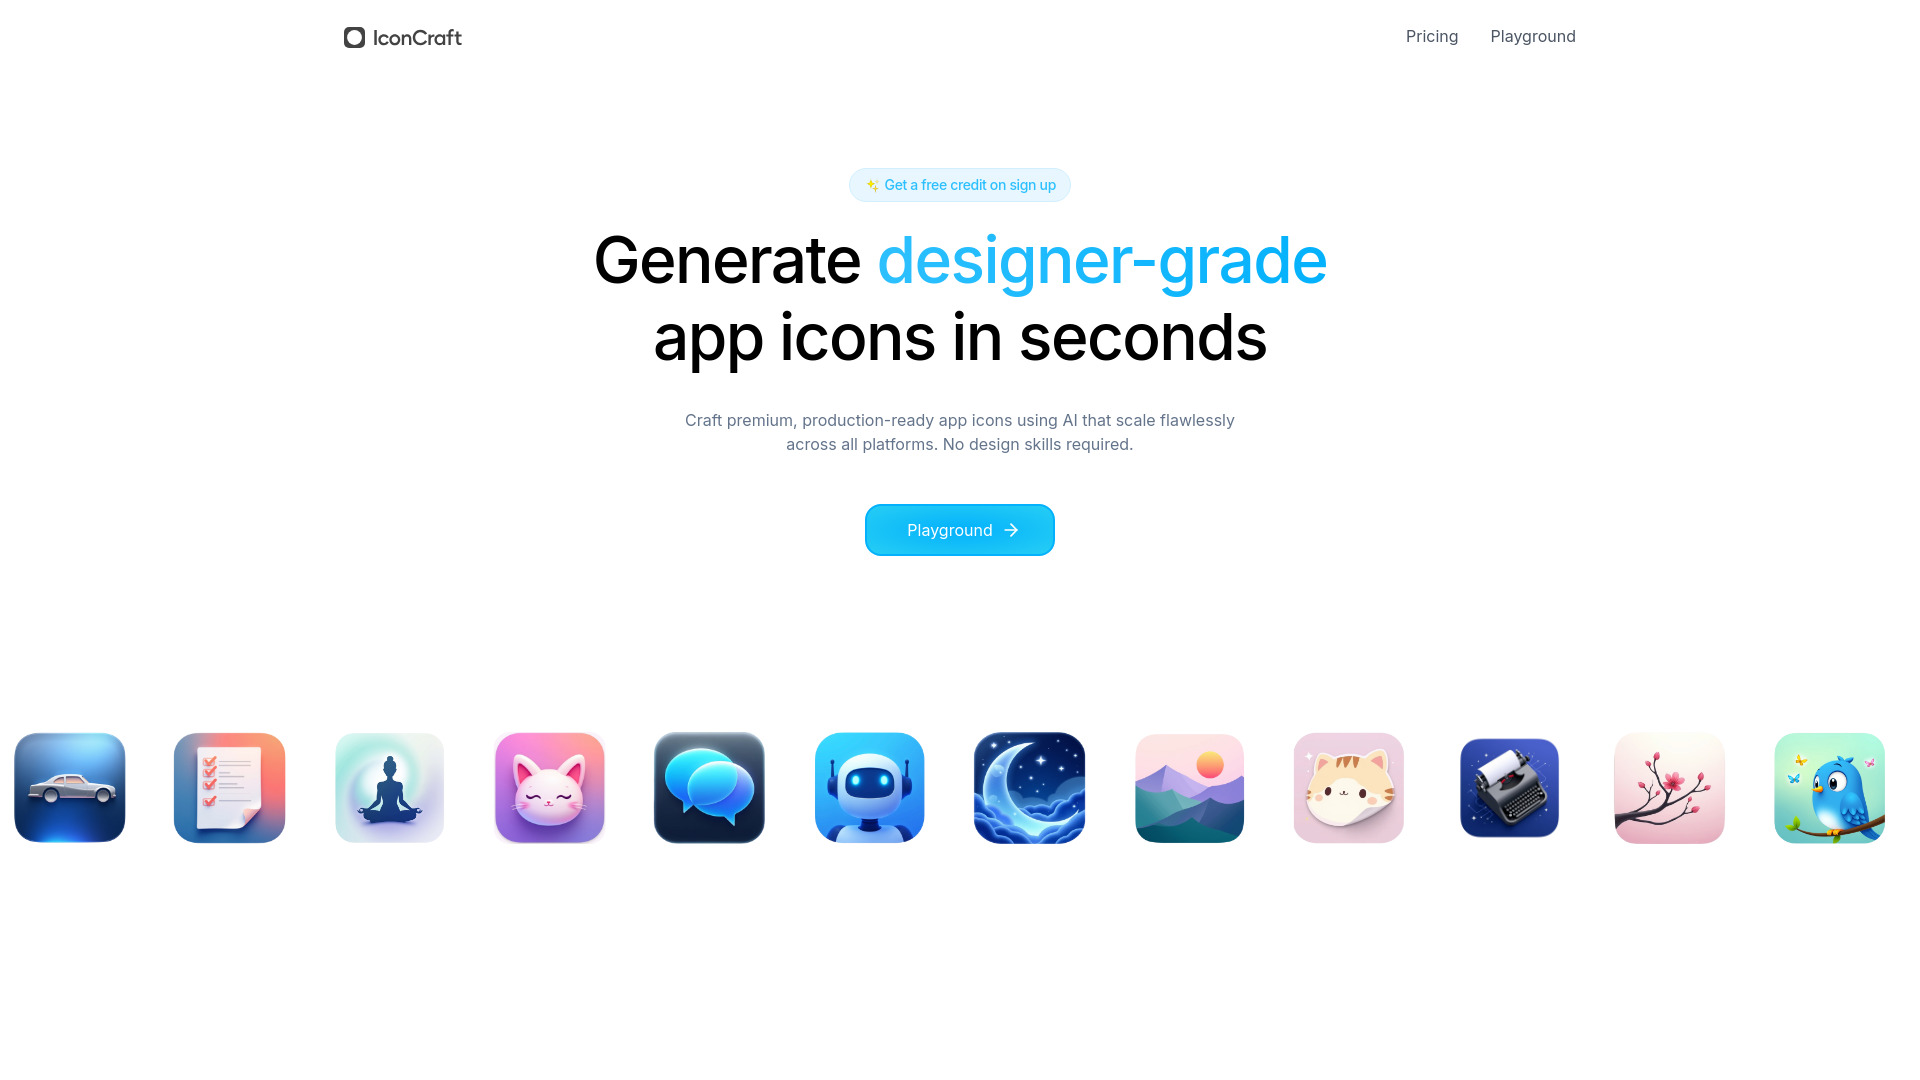 IconCraft
Pricing
Playground
✨ Get a free credit on sign up
Generate designer-grade
app icons in seconds
Craft premium, production-ready app icons using AI that scale flawlessly
across all platforms. No design skills required.
Playground →